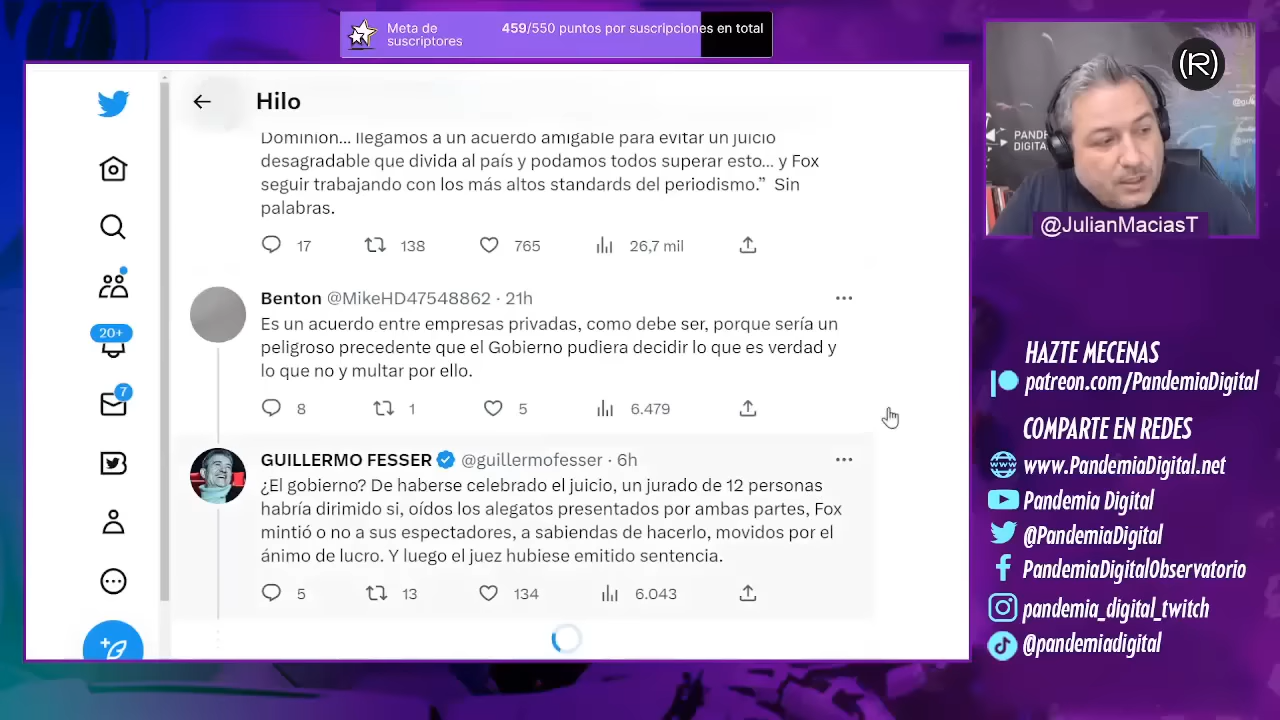 Meta de
suscriptores
459/550 puntos por suscripciones en total
Hilo
Dominion... llegamos a un acuerdo amigable para evitar un juicio
desagradable que divida al país y podamos todos superar esto... y Fox
seguir trabajando con los más altos standards del periodismo.” Sin
palabras.
17 138 765 26,7 mil
Benton @MikeHD47548862 · 21h
Es un acuerdo entre empresas privadas, como debe ser, porque sería un
peligroso precedente que el Gobierno pudiera decidir lo que es verdad y
lo que no y multar por ello.
8 1 5 6.479
GUILLERMO FESSER @guillermofesser · 6h
¿El gobierno? De haberse celebrado el juicio, un jurado de 12 personas
habría dirimido si, oídos los alegatos presentados por ambas partes, Fox
mintió o no a sus espectadores, a sabiendas de hacerlo, movidos por el
ánimo de lucro. Y luego el juez hubiese emitido sentencia.
5 13 134 6.043
20+
7
(R)
PANDE
DIGITAL
@JulianMaciasT
HAZTE MECENAS
patreon.com/PandemiaDigital
COMPARTE EN REDES
www.PandemiaDigital.net
Pandemia Digital
@PandemiaDigital
PandemiaDigitalObservatorio
pandemia_digital_twitch
@pandemiadigital